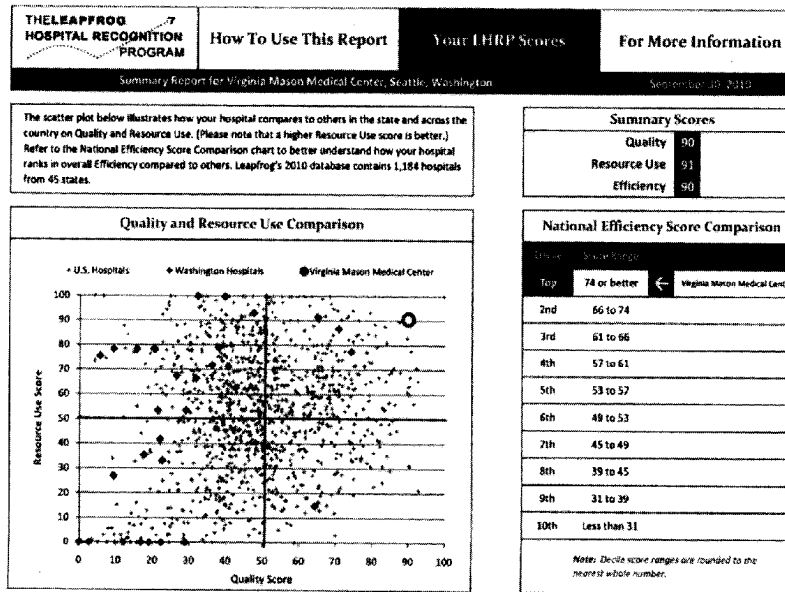 THE LEAPFROG
HOSPITAL RECOGNITION
PROGRAM
How To Use This Report
Your LHRP Scores
For More Information
Summary Report for Virginia Mason Medical Center, Seattle, Washington
September 30, 2010
The scatter plot below illustrates how your hospital compares to others in the state and across the
country on Quality and Resource Use. (Please note that a higher Resource Use score is better.)
Refer to the National Efficiency Score Comparison chart to better understand how your hospital
ranks in overall Efficiency compared to others. Leapfrog's 2010 database contains 1,184 hospitals
from 45 states.
Summary Scores
Quality 90
Resource Use 91
Efficiency 90
Quality and Resource Use Comparison
U.S. Hospitals Washington Hospitals Virginia Mason Medical Center
100
90
80
70
60
50
40
30
20
10
0
Resource Use Score
0 10 20 30 40 50 60 70 80 90 100
Quality Score
National Efficiency Score Comparison
Decile Score Range
Top 74 or better ← Virginia Mason Medical Cent
2nd 66 to 74
3rd 61 to 66
4th 57 to 61
5th 53 to 57
6th 49 to 53
7th 45 to 49
8th 39 to 45
9th 31 to 39
10th Less than 31
Note: Decile score ranges are rounded to the
nearest whole number.